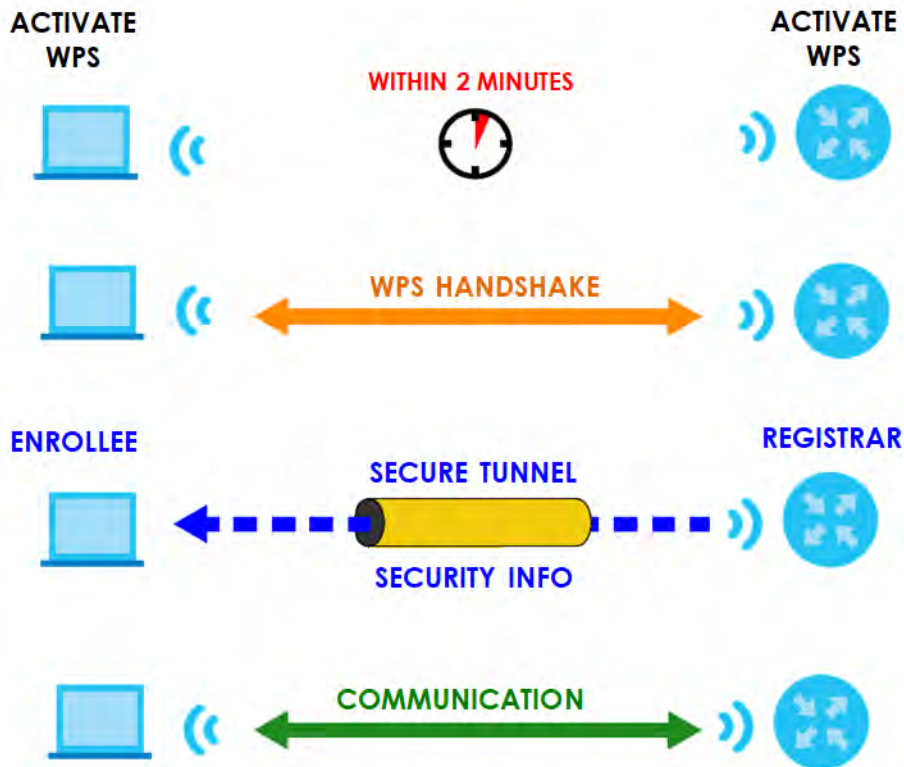 ACTIVATE
WPS
ACTIVATE
WPS
WITHIN 2 MINUTES
WPS HANDSHAKE
ENROLLEE
REGISTRAR
SECURE TUNNEL
SECURITY INFO
COMMUNICATION